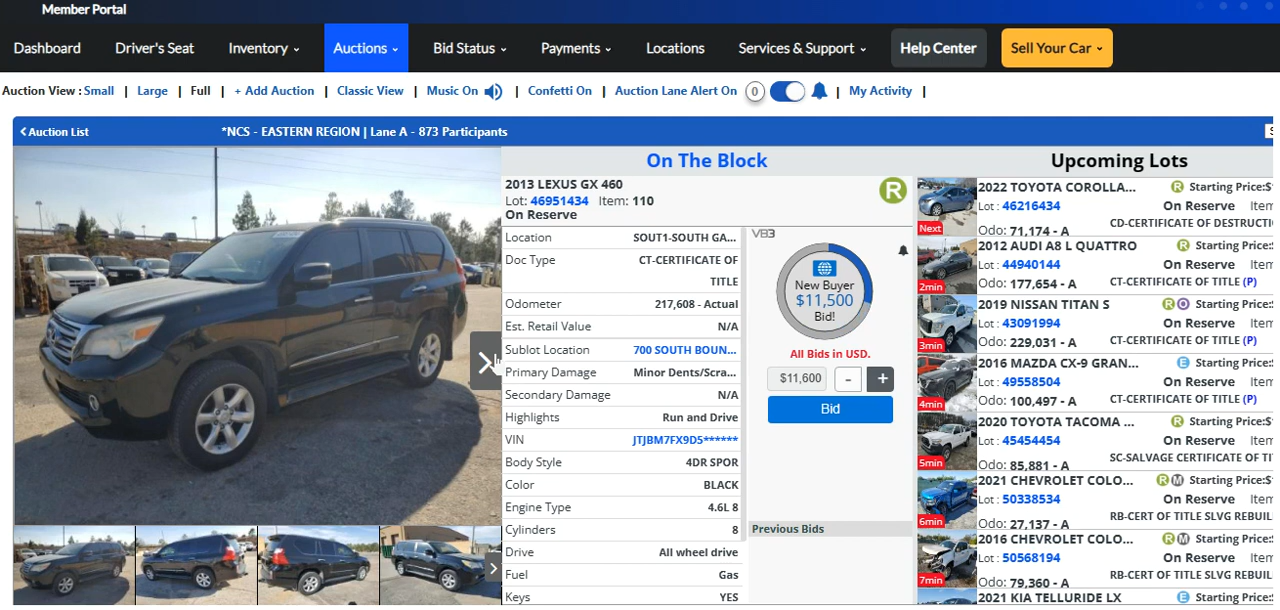 Member Portal
Dashboard Driver's Seat Inventory Auctions Bid Status Payments Locations Services & Support Help Center Sell Your Car
Auction View : Small | Large | Full | + Add Auction | Classic View | Music On | Confetti On | Auction Lane Alert On 0 | My Activity |
Auction List *NCS - EASTERN REGION | Lane A - 873 Participants
On The Block
2013 LEXUS GX 460 R
Lot: 46951434 Item: 110
On Reserve
Location SOUT1-SOUTH GA...
Doc Type CT-CERTIFICATE OF
TITLE
Odometer 217,608 - Actual
Est. Retail Value N/A
Sublot Location 700 SOUTH BOUN...
Primary Damage Minor Dents/Scra...
Secondary Damage N/A
Highlights Run and Drive
VIN JTJBM7FX9D5******
Body Style 4DR SPOR
Color BLACK
Engine Type 4.6L 8
Cylinders 8
Drive All wheel drive
Fuel Gas
Keys YES
VB3
New Buyer
$11,500
Bid!
All Bids in USD.
$11,600 - +
Bid
Previous Bids
Upcoming Lots
2022 TOYOTA COROLLA... R Starting Price:$
Lot : 46216434 On Reserve Item
CD-CERTIFICATE OF DESTRUCTI
Next Odo: 71,174 - A
2012 AUDI A8 L QUATTRO R Starting Price:
Lot : 44940144 On Reserve Item
2min Odo: 177,654 - A CT-CERTIFICATE OF TITLE (P)
2019 NISSAN TITAN S R O Starting Price:
Lot : 43091994 On Reserve Item
3min Odo: 229,031 - A CT-CERTIFICATE OF TITLE (P)
2016 MAZDA CX-9 GRAN... E Starting Price:
Lot : 49558504 On Reserve Item
4min Odo: 100,497 - A CT-CERTIFICATE OF TITLE (P)
2020 TOYOTA TACOMA ... R Starting Price:$
Lot : 45454454 On Reserve Item
5min Odo: 85,881 - A SC-SALVAGE CERTIFICATE OF TI
2021 CHEVROLET COLO... R M Starting Price:$
Lot : 50338534 On Reserve Item
6min Odo: 27,137 - A RB-CERT OF TITLE SLVG REBUIL
2016 CHEVROLET COLO... R M Starting Price:
Lot : 50568194 On Reserve Item
7min Odo: 79,360 - A RB-CERT OF TITLE SLVG REBUIL
2021 KIA TELLURIDE LX E Starting Price: